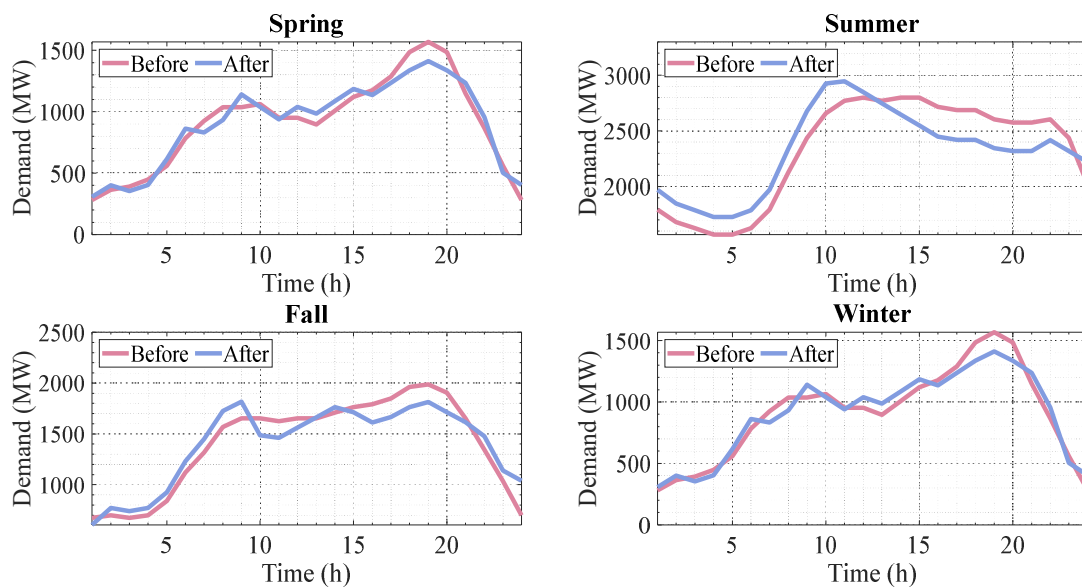 Spring
Demand (MW)
1500
1000
500
0
Before After
5 10 15 20
Time (h)
Summer
Demand (MW)
3000
2500
2000
Before After
5 10 15 20
Time (h)
Fall
Demand (MW)
2500
2000
1500
1000
Before After
5 10 15 20
Time (h)
Winter
Demand (MW)
1500
1000
500
0
Before After
5 10 15 20
Time (h)